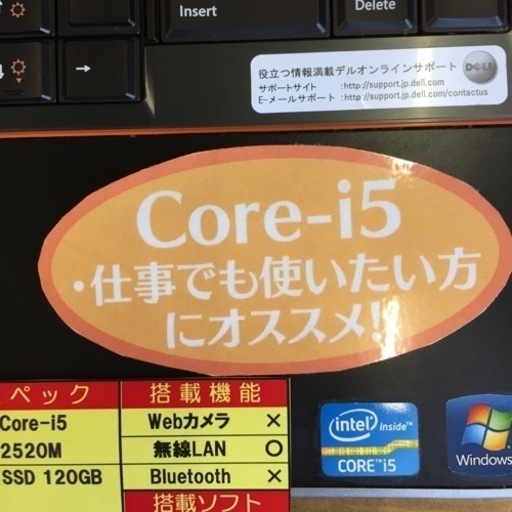 Insert
Delete
→
役立つ情報満載デルオンラインサポート
サポートサイト :http://support.jp.dell.com
E-メールサポート :http://support.jp.dell.com/contactus
DELL
Core-i5
・仕事でも使いたい方
にオススメ!!
ペック
Core-i5
2520M
SSD 120GB
搭載機能
Webカメラ ×
無線LAN ○
Bluetooth ×
搭載ソフト
intel inside™
CORE™ i5
Windows